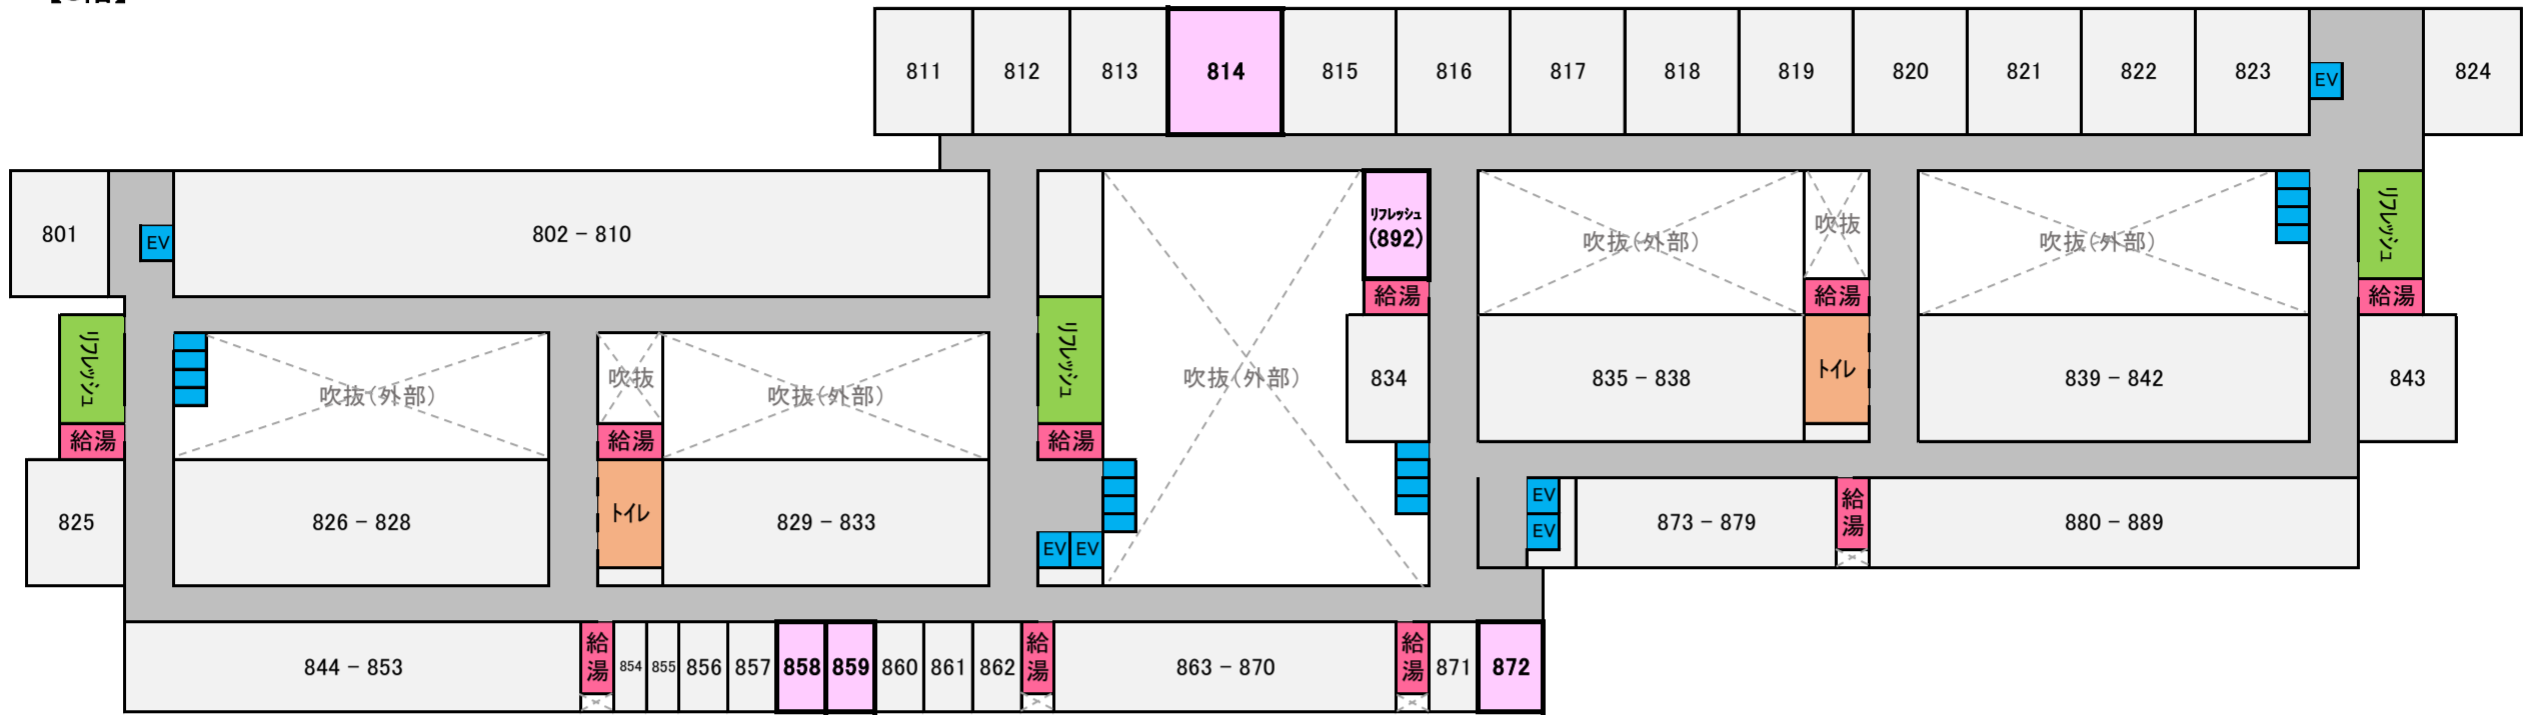 811 812 813 814 815 816 817 818 819 820 821 822 823 EV 824
801 EV 802 − 810 リフレッシュ 吹抜(外部) 吹抜 吹抜(外部) リフレッシュ
(892)
給湯 給湯 給湯
リフレッシュ 吹抜(外部) 吹抜 吹抜(外部) リフレッシュ 吹抜(外部) 834 835 − 838 トイレ 839 − 842 843
給湯 給湯 給湯
825 826 − 828 トイレ 829 − 833 EV EV EV 873 − 879 給湯 880 − 889
EV
844 − 853 給湯 854 855 856 857 858 859 860 861 862 給湯 863 − 870 給湯 871 872